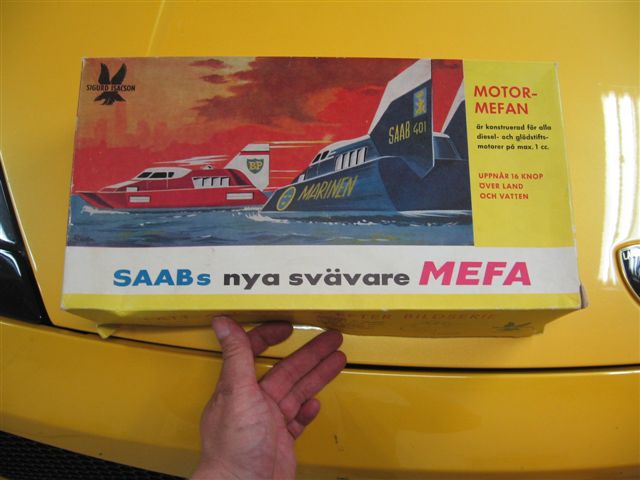 SIGURD ISACSON
BP
SAAB 401
MARINEN
MOTOR-
MEFAN
är konstruerad för alla
diesel- och glödstifts-
motorer på max. 1 cc.
UPPNÅR 16 KNOP
ÖVER LAND
OCH VATTEN
SAABs nya svävare MEFA
BILDSERIE